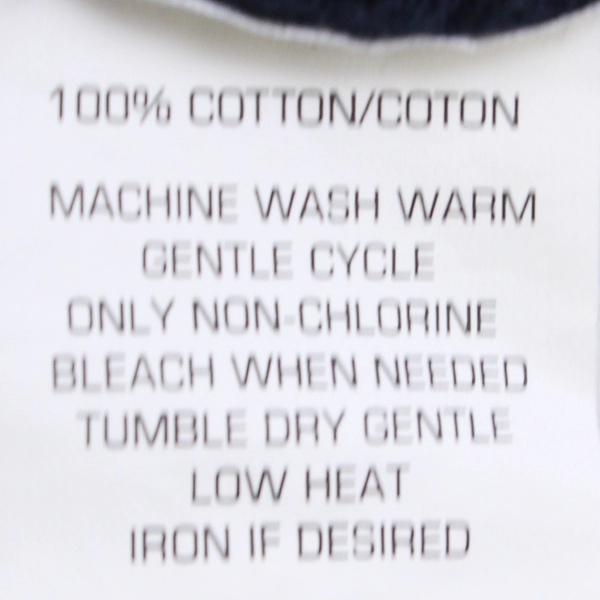 100% COTTON/COTON
MACHINE WASH WARM
GENTLE CYCLE
ONLY NON-CHLORINE
BLEACH WHEN NEEDED
TUMBLE DRY GENTLE
LOW HEAT
IRON IF DESIRED